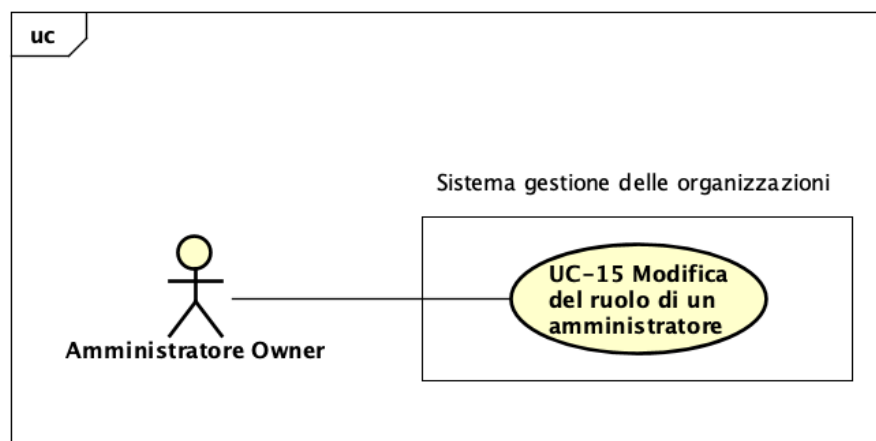 uc
Sistema gestione delle organizzazioni
UC-15 Modifica
del ruolo di un
amministratore
Amministratore Owner